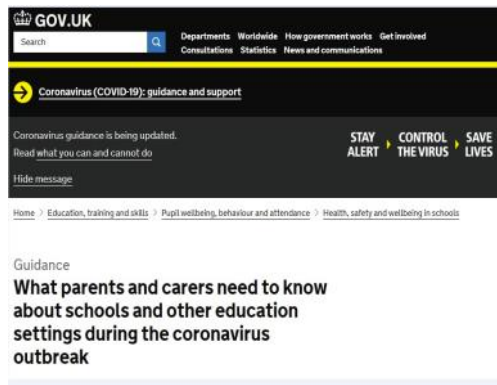 GOV.UK
Search
Departments Worldwide How government works Get involved
Consultations Statistics News and communications
Coronavirus (COVID-19): guidance and support
Coronavirus guidance is being updated.
Read what you can and cannot do
Hide message
STAY ALERT CONTROL THE VIRUS SAVE LIVES
Home > Education, training and skills > Pupil wellbeing, behaviour and attendance > Health, safety and wellbeing in schools
Guidance
What parents and carers need to know
about schools and other education
settings during the coronavirus
outbreak